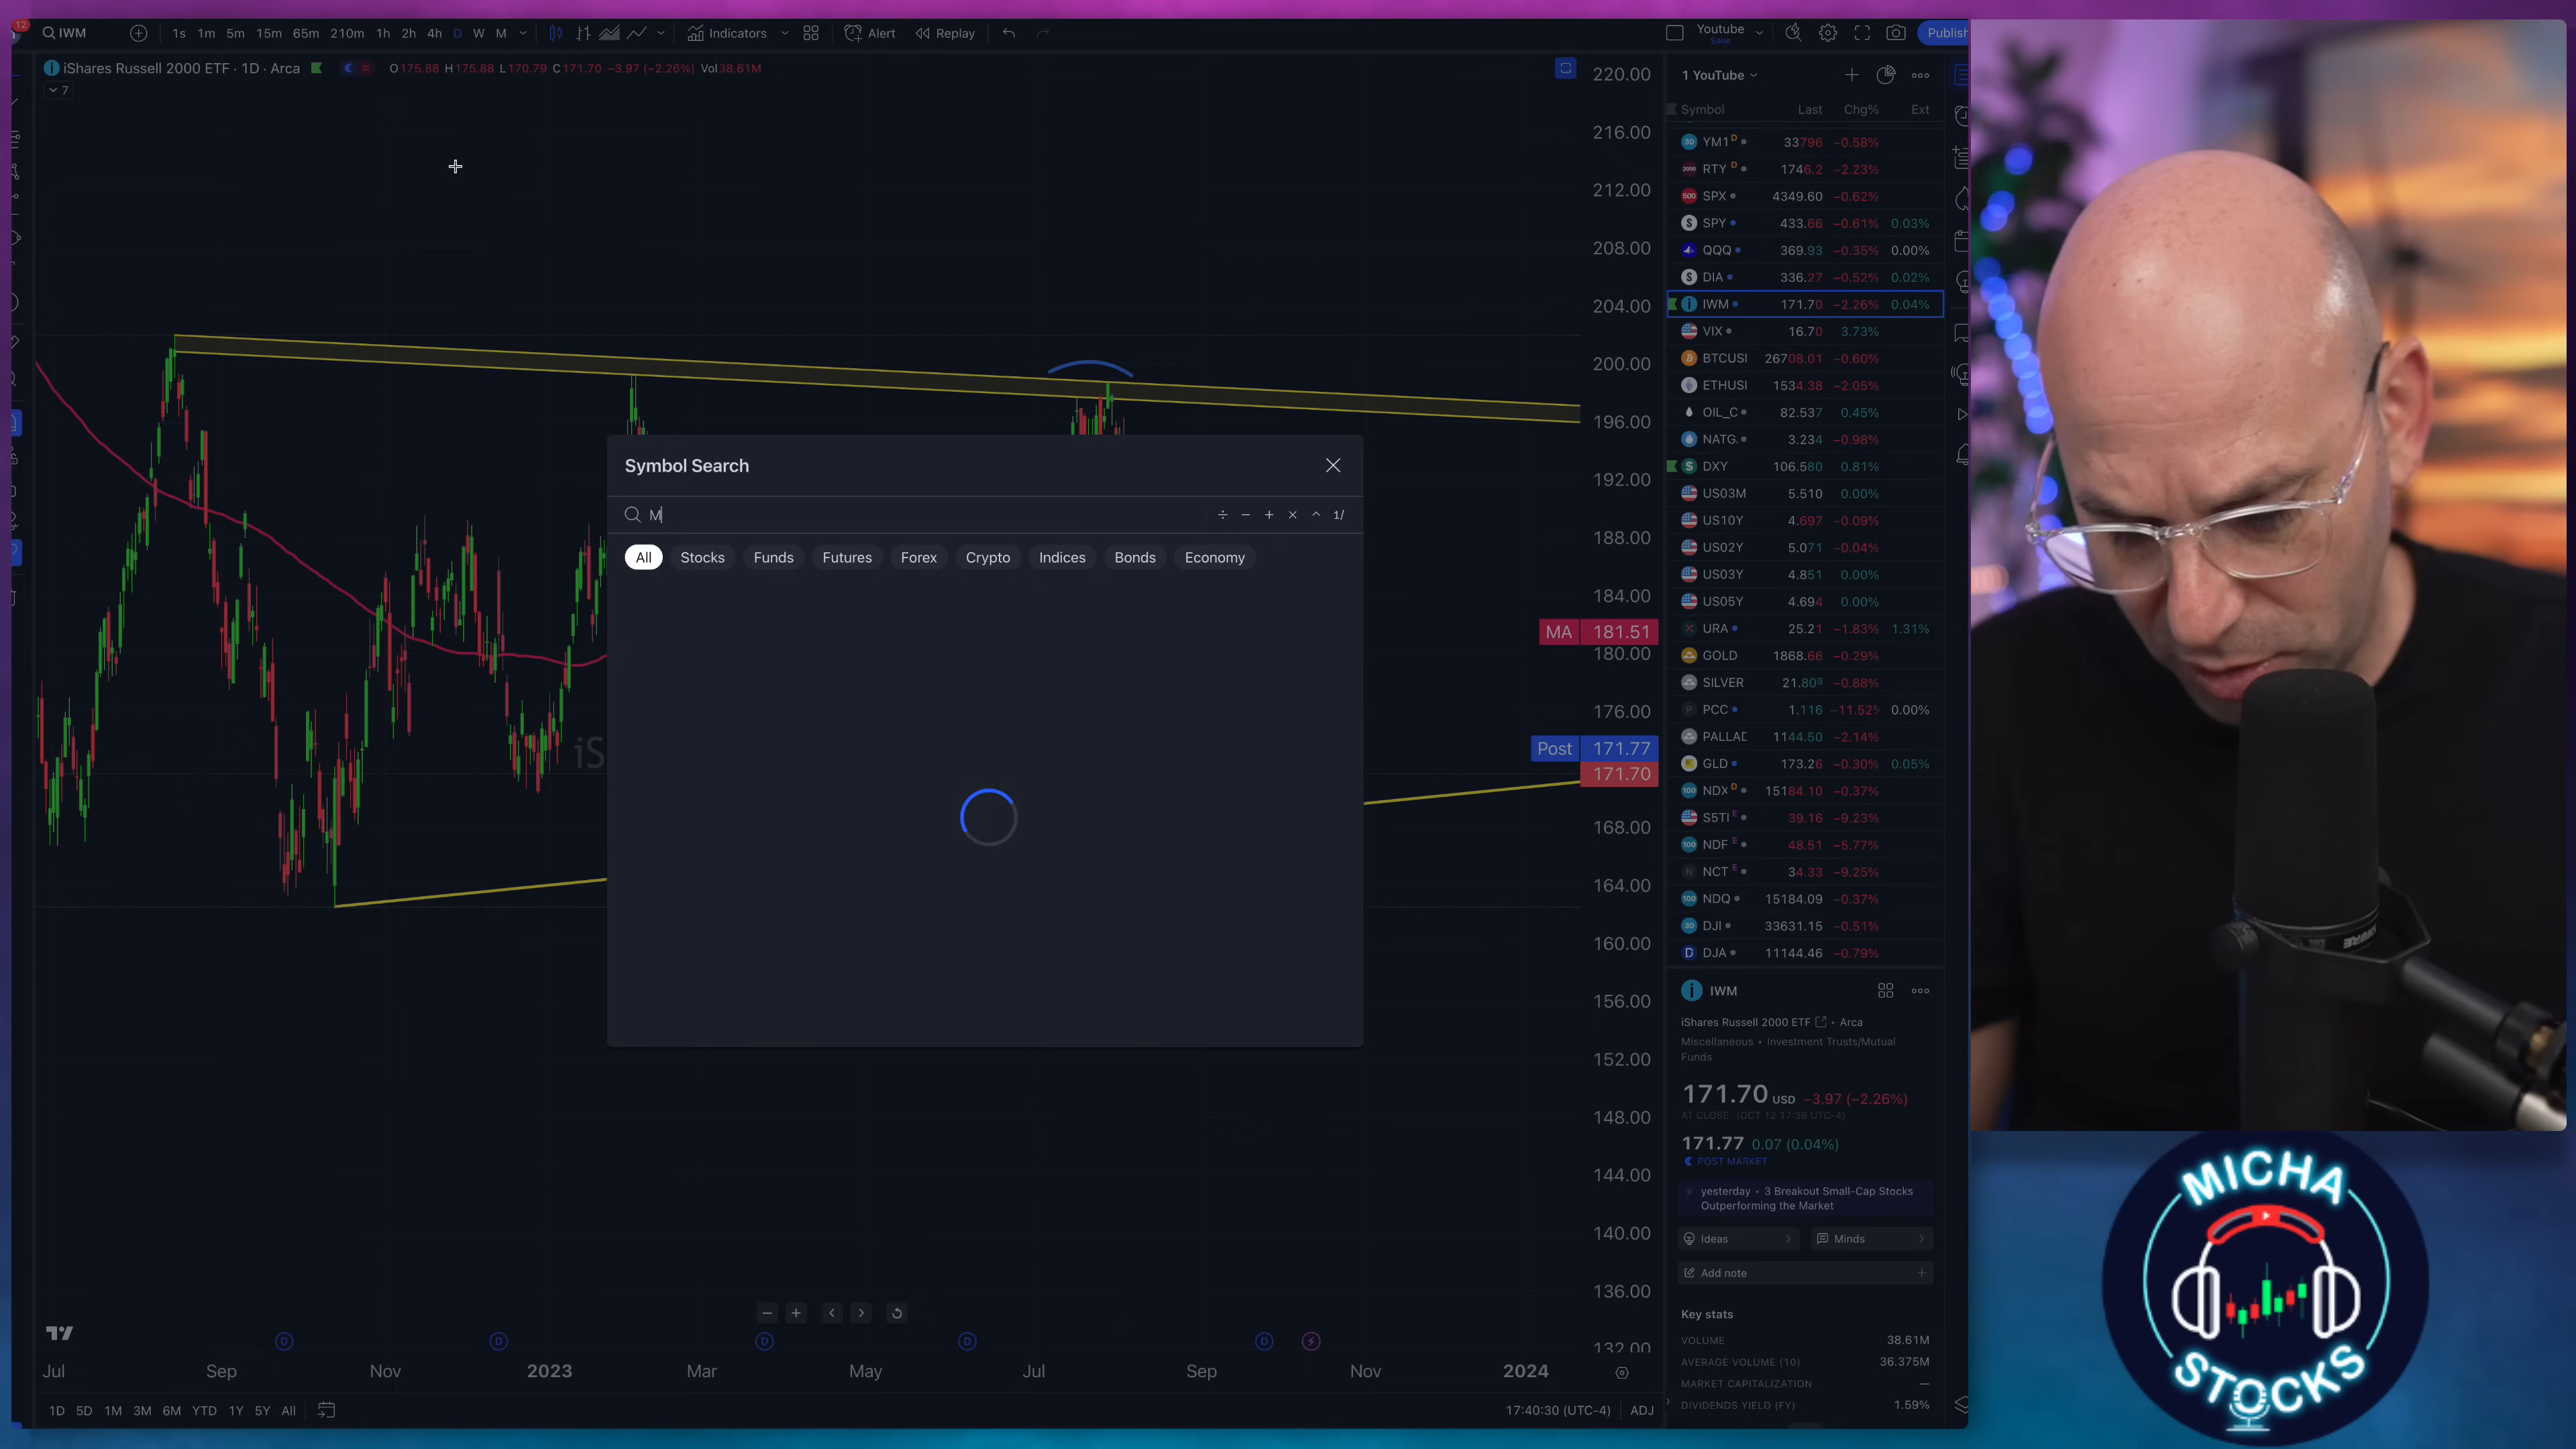 12
IWM
1s 1m 5m 15m 65m 210m 1h 2h 4h D W M
Indicators
Alert
Replay
Youtube
Save
Publish
iShares Russell 2000 ETF · 1D · Arca
O175.88 H175.88 L170.79 C171.70 −3.97 (−2.26%) Vol38.61M
7
220.00
216.00
212.00
208.00
204.00
200.00
196.00
192.00
188.00
184.00
MA 181.51
180.00
176.00
Post 171.77
171.70
168.00
164.00
160.00
156.00
152.00
148.00
144.00
140.00
136.00
132.00
Symbol Search
M
÷ − + × ^ 1/
All Stocks Funds Futures Forex Crypto Indices Bonds Economy
iS
Jul Sep Nov 2023 Mar May Jul Sep Nov 2024
D D D D D
1D 5D 1M 3M 6M YTD 1Y 5Y All
17:40:30 (UTC-4) ADJ
1 YouTube
Symbol Last Chg% Ext
YM1 D 33796 −0.58%
RTY D 1746.2 −2.23%
SPX 4349.60 −0.62%
SPY 433.66 −0.61% 0.03%
QQQ 369.93 −0.35% 0.00%
DIA 336.27 −0.52% 0.02%
IWM 171.70 −2.26% 0.04%
VIX 16.70 3.73%
BTCUSI 26708.01 −0.60%
ETHUSI 1534.38 −2.05%
OIL_C 82.537 0.45%
NATG. 3.234 −0.98%
DXY 106.580 0.81%
US03M 5.510 0.00%
US10Y 4.697 −0.09%
US02Y 5.071 −0.04%
US03Y 4.851 0.00%
US05Y 4.694 0.00%
URA 25.21 −1.83% 1.31%
GOLD 1868.66 −0.29%
SILVER 21.809 −0.88%
PCC 1.116 −11.52% 0.00%
PALLAD 1144.50 −2.14%
GLD 173.26 −0.30% 0.05%
NDX D 15184.10 −0.37%
S5TI E 39.16 −9.23%
NDF E 48.51 −5.77%
NCT E 34.33 −9.25%
NDQ 15184.09 −0.37%
DJI 33631.15 −0.51%
DJA 11144.46 −0.79%
IWM
iShares Russell 2000 ETF • Arca
Miscellaneous • Investment Trusts/Mutual
Funds
171.70 USD −3.97 (−2.26%)
AT CLOSE (OCT 12 17:36 UTC-4)
171.77 0.07 (0.04%)
POST MARKET
yesterday • 3 Breakout Small-Cap Stocks
Outperforming the Market
Ideas
Minds
Add note
Key stats
VOLUME 38.61M
AVERAGE VOLUME (10) 36.375M
MARKET CAPITALIZATION —
DIVIDENDS YIELD (FY) 1.59%
MICHA
STOCKS